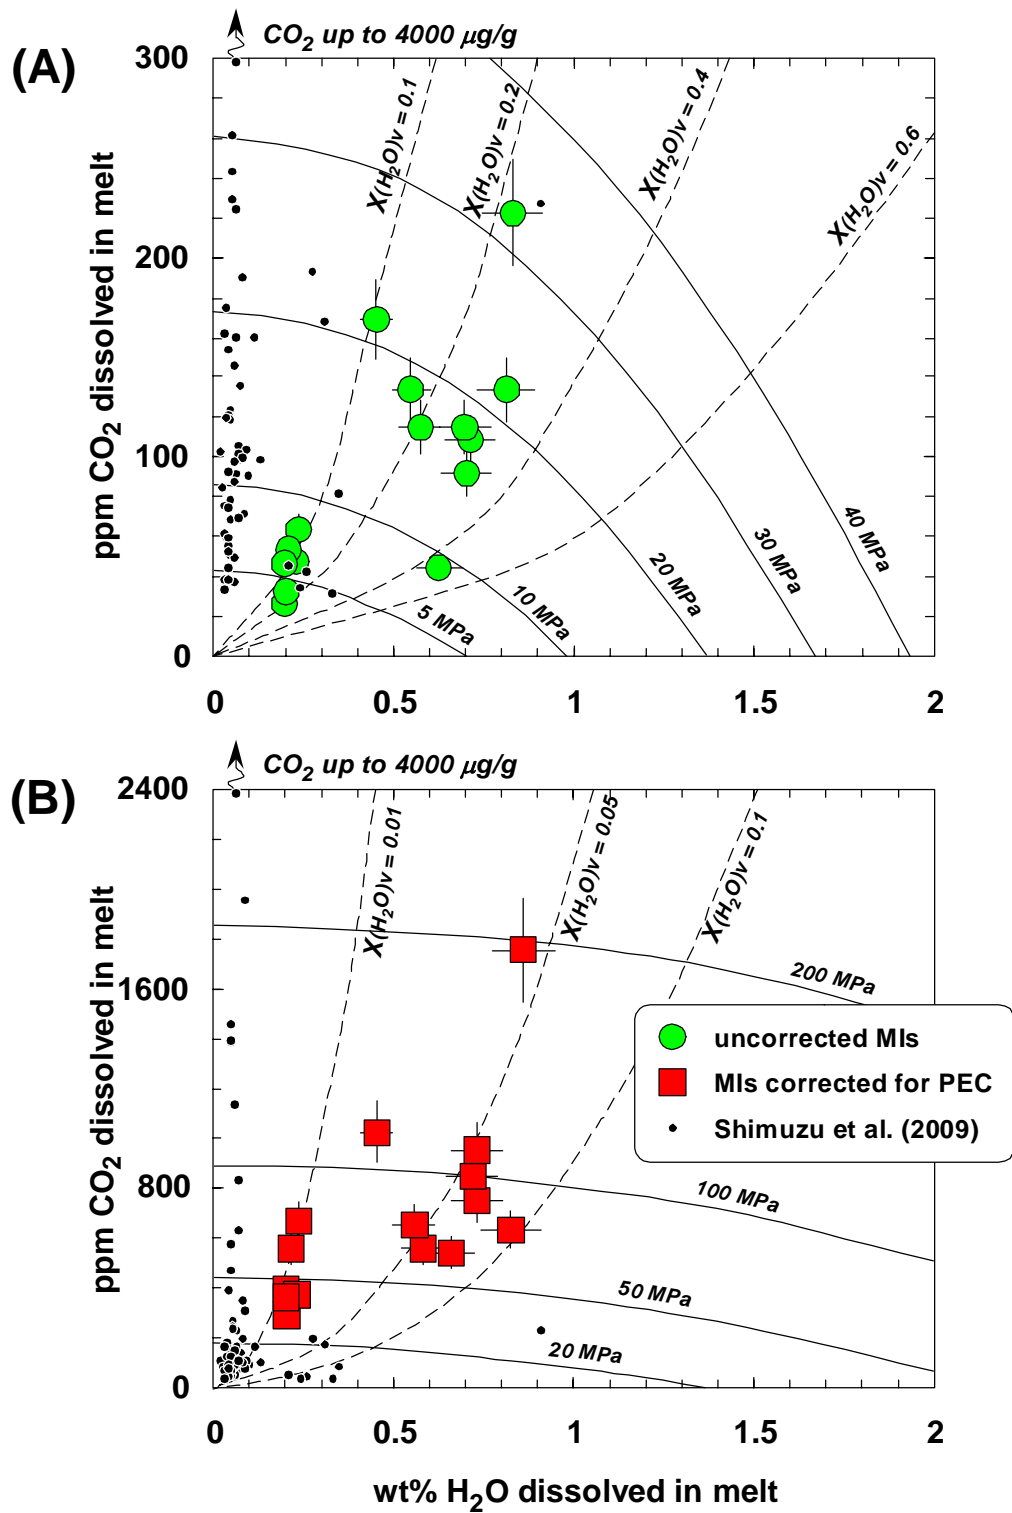 CO2 up to 4000 μg/g
(A)
300
200
100
0
ppm CO2 dissolved in melt
X(H2O)v = 0.1
X(H2O)v = 0.2
X(H2O)v = 0.4
X(H2O)v = 0.6
5 MPa
10 MPa
20 MPa
30 MPa
40 MPa
0 0.5 1 1.5 2
CO2 up to 4000 μg/g
(B)
2400
1600
800
0
ppm CO2 dissolved in melt
X(H2O)v = 0.01
X(H2O)v = 0.05
X(H2O)v = 0.1
200 MPa
uncorrected MIs
MIs corrected for PEC
Shimuzu et al. (2009)
100 MPa
50 MPa
20 MPa
0 0.5 1 1.5 2
wt% H2O dissolved in melt